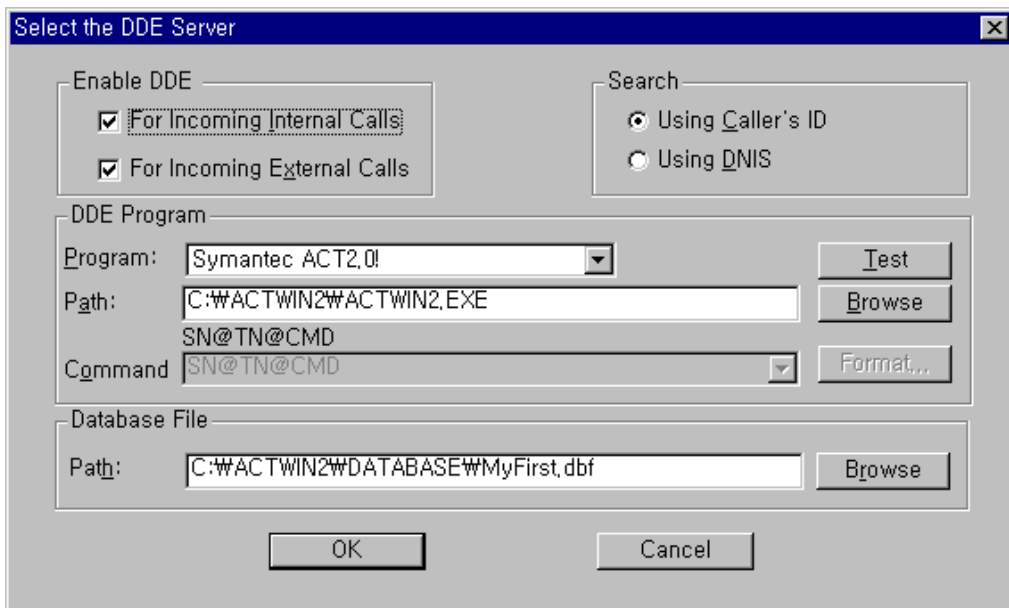 Select the DDE Server
Enable DDE
For Incoming Internal Calls
For Incoming External Calls
Search
Using Caller's ID
Using DNIS
DDE Program
Program: Symantec ACT2.0! Test
Path: C:₩ACTWIN2₩ACTWIN2.EXE Browse
SN@TN@CMD
Command SN@TN@CMD Format...
Database File
Path: C:₩ACTWIN2₩DATABASE₩MyFirst.dbf Browse
OK Cancel